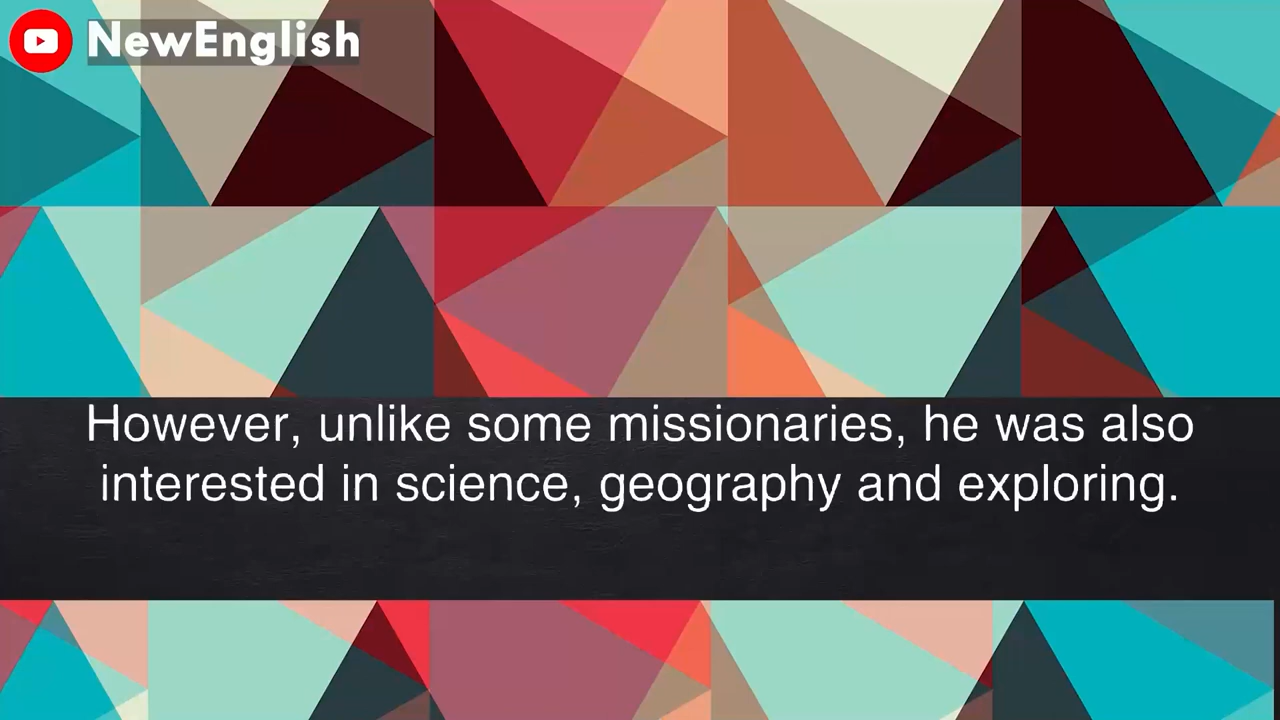 NewEnglish
However, unlike some missionaries, he was also
interested in science, geography and exploring.